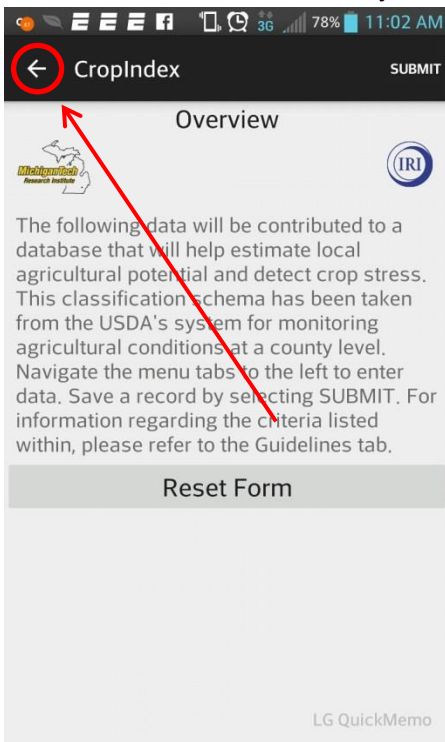 3G 78% 11:02 AM
CropIndex SUBMIT
Overview
MichiganTech
Research Institute
IRI
The following data will be contributed to a
database that will help estimate local
agricultural potential and detect crop stress.
This classification schema has been taken
from the USDA's system for monitoring
agricultural conditions at a county level.
Navigate the menu tabs to the left to enter
data. Save a record by selecting SUBMIT. For
information regarding the criteria listed
within, please refer to the Guidelines tab.
Reset Form
LG QuickMemo